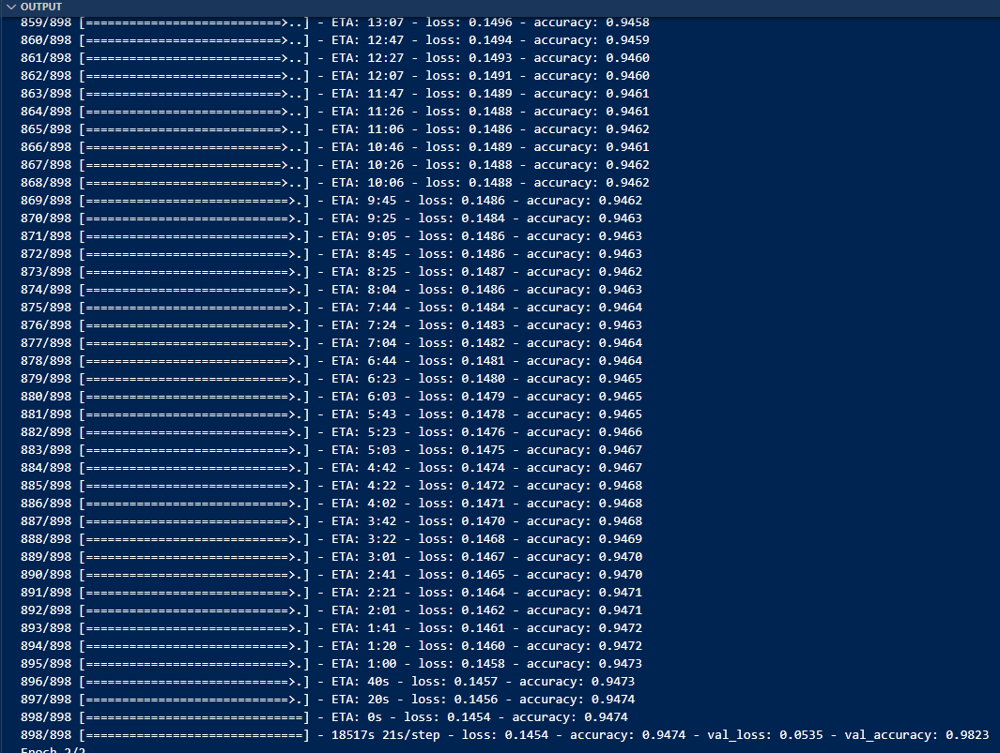 OUTPUT
859/898 [===========================>..] - ETA: 13:07 - loss: 0.1496 - accuracy: 0.9458
860/898 [===========================>..] - ETA: 12:47 - loss: 0.1494 - accuracy: 0.9459
861/898 [===========================>..] - ETA: 12:27 - loss: 0.1493 - accuracy: 0.9460
862/898 [===========================>..] - ETA: 12:07 - loss: 0.1491 - accuracy: 0.9460
863/898 [===========================>..] - ETA: 11:47 - loss: 0.1489 - accuracy: 0.9461
864/898 [===========================>..] - ETA: 11:26 - loss: 0.1488 - accuracy: 0.9461
865/898 [===========================>..] - ETA: 11:06 - loss: 0.1486 - accuracy: 0.9462
866/898 [===========================>..] - ETA: 10:46 - loss: 0.1489 - accuracy: 0.9461
867/898 [===========================>..] - ETA: 10:26 - loss: 0.1488 - accuracy: 0.9462
868/898 [===========================>..] - ETA: 10:06 - loss: 0.1488 - accuracy: 0.9462
869/898 [============================>.] - ETA: 9:45 - loss: 0.1486 - accuracy: 0.9462
870/898 [============================>.] - ETA: 9:25 - loss: 0.1484 - accuracy: 0.9463
871/898 [============================>.] - ETA: 9:05 - loss: 0.1486 - accuracy: 0.9463
872/898 [============================>.] - ETA: 8:45 - loss: 0.1486 - accuracy: 0.9463
873/898 [============================>.] - ETA: 8:25 - loss: 0.1487 - accuracy: 0.9462
874/898 [============================>.] - ETA: 8:04 - loss: 0.1486 - accuracy: 0.9463
875/898 [============================>.] - ETA: 7:44 - loss: 0.1484 - accuracy: 0.9464
876/898 [============================>.] - ETA: 7:24 - loss: 0.1483 - accuracy: 0.9463
877/898 [============================>.] - ETA: 7:04 - loss: 0.1482 - accuracy: 0.9464
878/898 [============================>.] - ETA: 6:44 - loss: 0.1481 - accuracy: 0.9464
879/898 [============================>.] - ETA: 6:23 - loss: 0.1480 - accuracy: 0.9465
880/898 [============================>.] - ETA: 6:03 - loss: 0.1479 - accuracy: 0.9465
881/898 [============================>.] - ETA: 5:43 - loss: 0.1478 - accuracy: 0.9465
882/898 [============================>.] - ETA: 5:23 - loss: 0.1476 - accuracy: 0.9466
883/898 [============================>.] - ETA: 5:03 - loss: 0.1475 - accuracy: 0.9467
884/898 [============================>.] - ETA: 4:42 - loss: 0.1474 - accuracy: 0.9467
885/898 [============================>.] - ETA: 4:22 - loss: 0.1472 - accuracy: 0.9468
886/898 [============================>.] - ETA: 4:02 - loss: 0.1471 - accuracy: 0.9468
887/898 [============================>.] - ETA: 3:42 - loss: 0.1470 - accuracy: 0.9468
888/898 [============================>.] - ETA: 3:22 - loss: 0.1468 - accuracy: 0.9469
889/898 [============================>.] - ETA: 3:01 - loss: 0.1467 - accuracy: 0.9470
890/898 [============================>.] - ETA: 2:41 - loss: 0.1465 - accuracy: 0.9470
891/898 [============================>.] - ETA: 2:21 - loss: 0.1464 - accuracy: 0.9471
892/898 [============================>.] - ETA: 2:01 - loss: 0.1462 - accuracy: 0.9471
893/898 [============================>.] - ETA: 1:41 - loss: 0.1461 - accuracy: 0.9472
894/898 [============================>.] - ETA: 1:20 - loss: 0.1460 - accuracy: 0.9472
895/898 [============================>.] - ETA: 1:00 - loss: 0.1458 - accuracy: 0.9473
896/898 [============================>.] - ETA: 40s - loss: 0.1457 - accuracy: 0.9473
897/898 [============================>.] - ETA: 20s - loss: 0.1456 - accuracy: 0.9474
898/898 [==============================] - ETA: 0s - loss: 0.1454 - accuracy: 0.9474
898/898 [==============================] - 18517s 21s/step - loss: 0.1454 - accuracy: 0.9474 - val_loss: 0.0535 - val_accuracy: 0.9823
Epoch 2/2